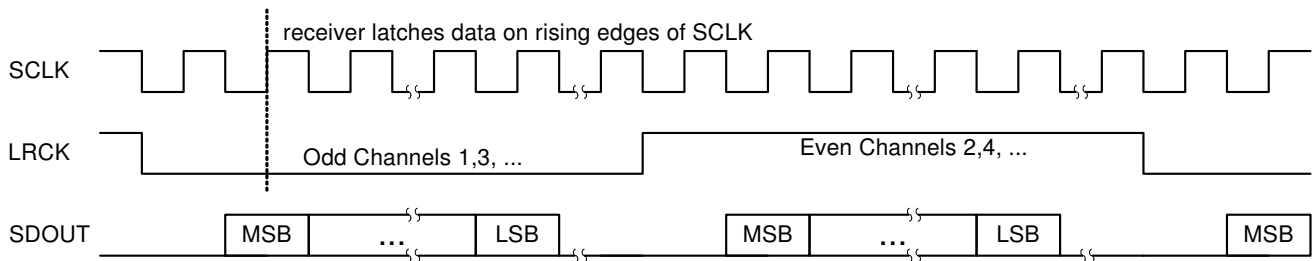 receiver latches data on rising edges of SCLK
SCLK
LRCK
Odd Channels 1,3, ...
Even Channels 2,4, ...
SDOUT
MSB
...
LSB
MSB
...
LSB
MSB